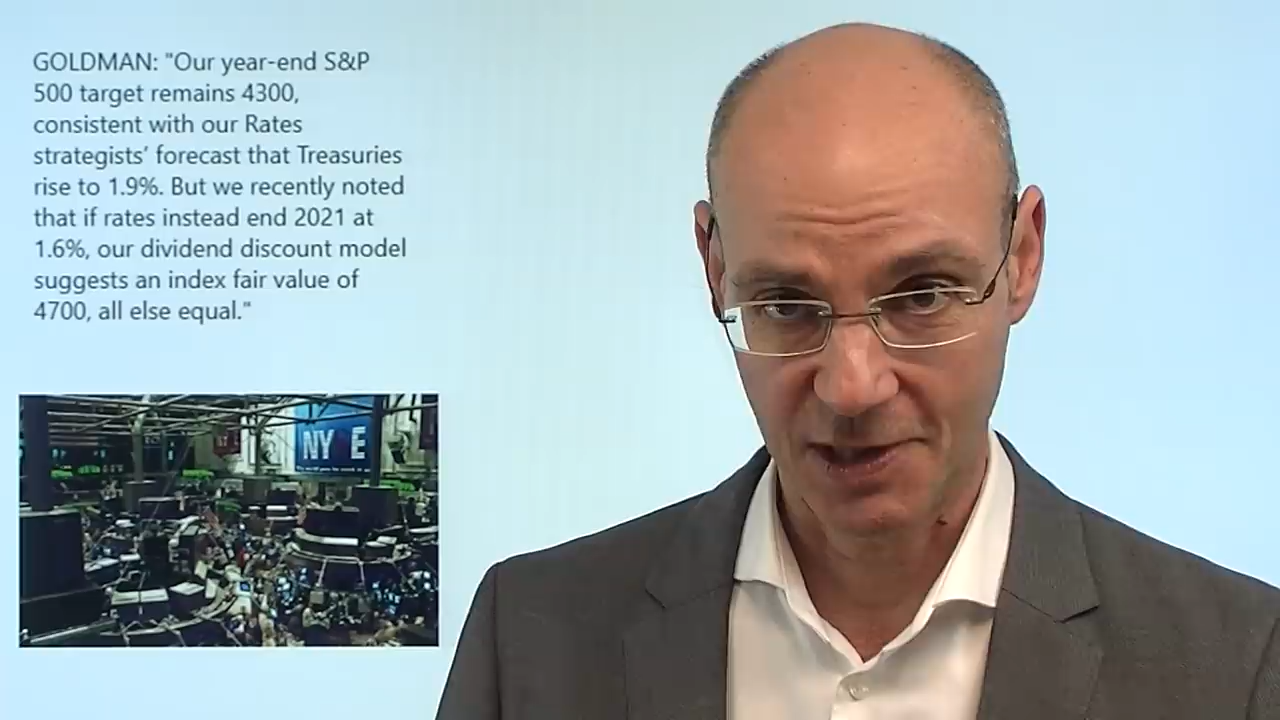 GOLDMAN: "Our year-end S&P
500 target remains 4300,
consistent with our Rates
strategists’ forecast that Treasuries
rise to 1.9%. But we recently noted
that if rates instead end 2021 at
1.6%, our dividend discount model
suggests an index fair value of
4700, all else equal."
NY E